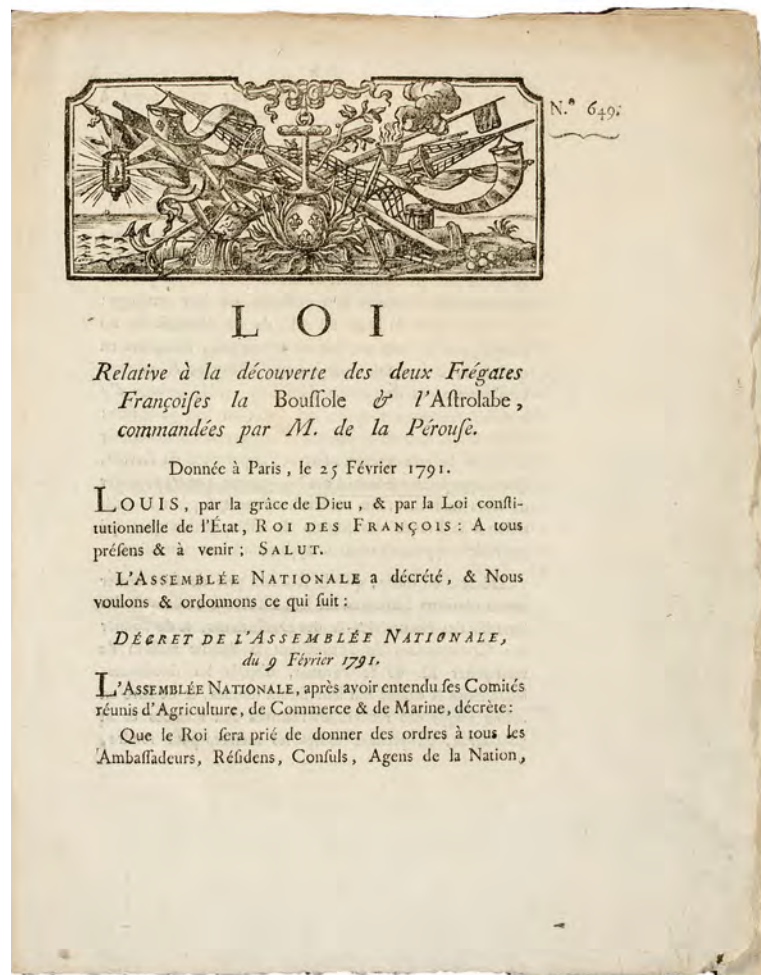 N.º 649.
LOI
Relative à la découverte des deux Frégates
Françoiſes la Bouſſole & l'Aſtrolabe,
commandées par M. de la Pérouſe.
Donnée à Paris, le 25 Février 1791.
LOUIS, par la grâce de Dieu, & par la Loi conſti-
tutionnelle de l'État, ROI DES FRANÇOIS: A tous
préſens & à venir; SALUT.
L'ASSEMBLÉE NATIONALE a décrété, & Nous
voulons & ordonnons ce qui ſuit:
DÉCRET DE L'ASSEMBLÉE NATIONALE,
du 9 Février 1791.
L'ASSEMBLÉE NATIONALE, après avoir entendu ſes Comités
réunis d'Agriculture, de Commerce & de Marine, décrète:
Que le Roi ſera prié de donner des ordres à tous les
Ambaſſadeurs, Réſidens, Conſuls, Agens de la Nation,